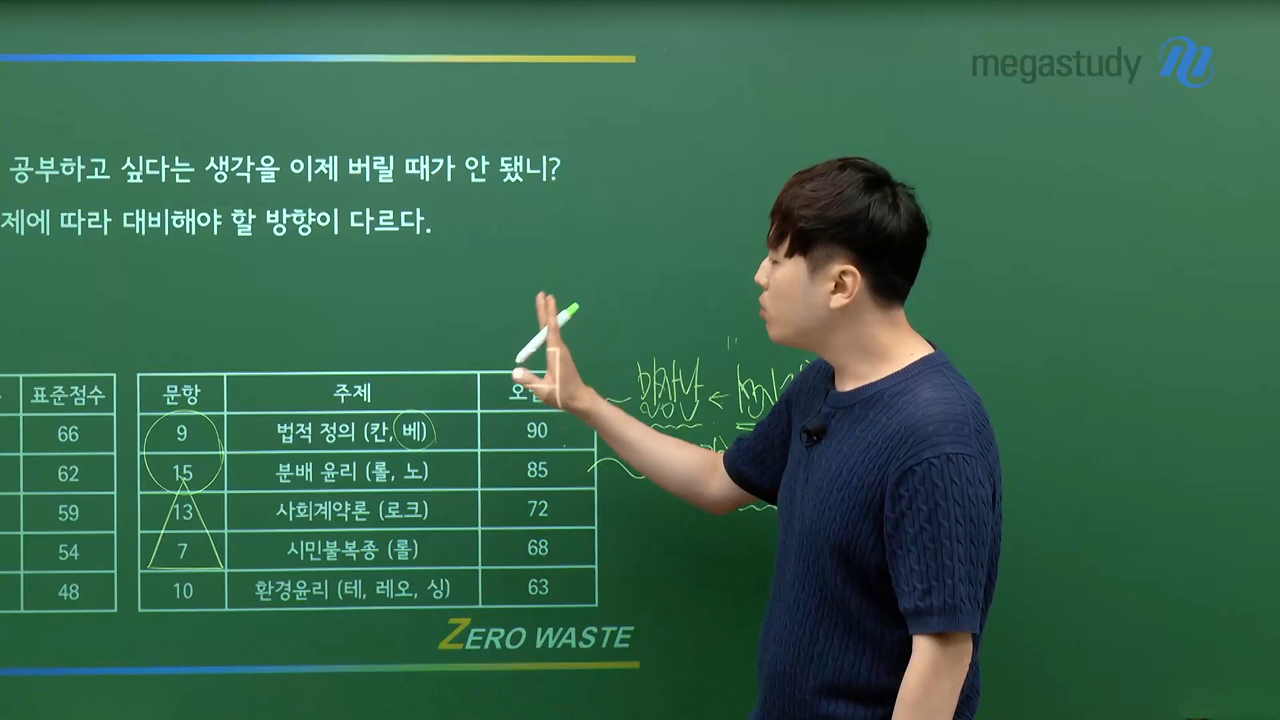 megastudy
공부하고 싶다는 생각을 이제 버릴 때가 안 됐니?
제에 따라 대비해야 할 방향이 다르다.
표준점수
66
62
59
54
48
문항 주제
9 법적 정의 (칸, 베) 90
15 분배 윤리 (롤, 노) 85
13 사회계약론 (로크) 72
7 시민불복종 (롤) 68
10 환경윤리 (테, 레오, 싱) 63
ZERO WASTE